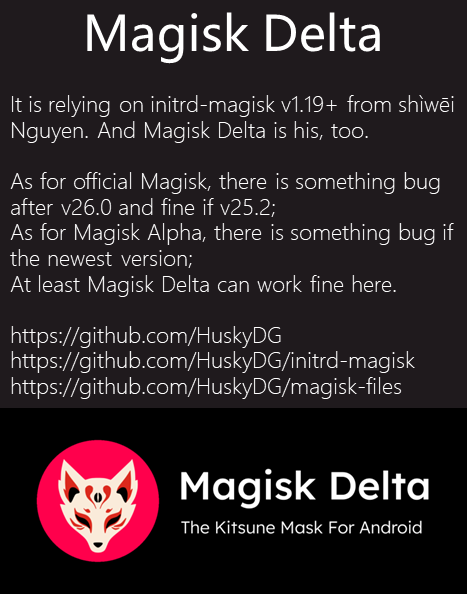 Magisk Delta
It is relying on initrd-magisk v1.19+ from shìwēi
Nguyen. And Magisk Delta is his, too.
As for official Magisk, there is something bug
after v26.0 and fine if v25.2;
As for Magisk Alpha, there is something bug if
the newest version;
At least Magisk Delta can work fine here.
https://github.com/HuskyDG
https://github.com/HuskyDG/initrd-magisk
https://github.com/HuskyDG/magisk-files
Magisk Delta
The Kitsune Mask For Android